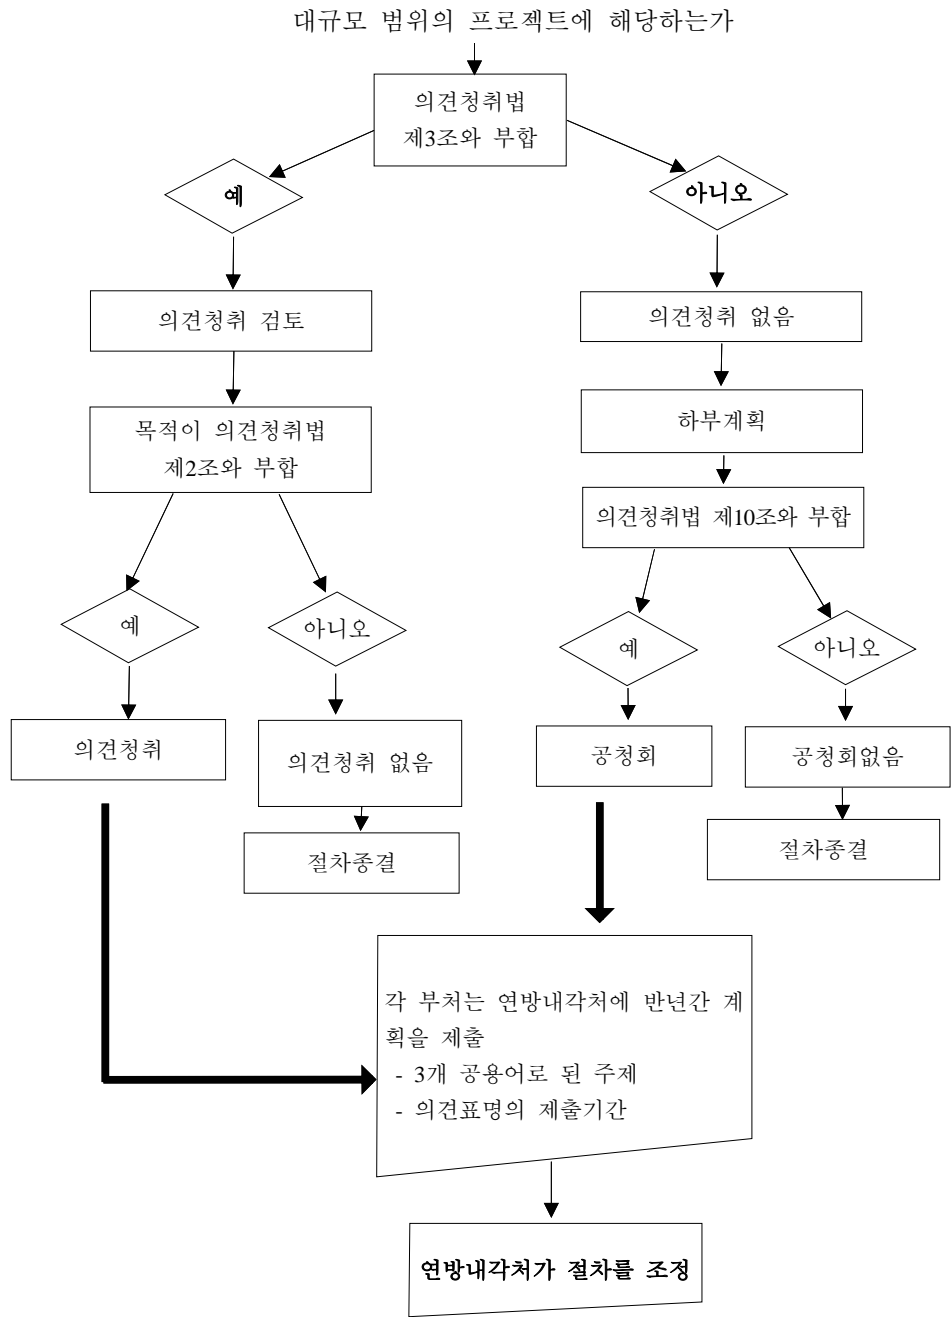 대규모 범위의 프로젝트에 해당하는가
의견청취법
제3조와 부합
예
아니오
의견청취 검토
의견청취 없음
목적이 의견청취법
제2조와 부합
하부계획
의견청취법 제10조와 부합
예
아니오
예
아니오
의견청취
의견청취 없음
공청회
공청회없음
절차종결
절차종결
각 부처는 연방내각처에 반년간 계
획을 제출
- 3개 공용어로 된 주제
- 의견표명의 제출기간
연방내각처가 절차를 조정